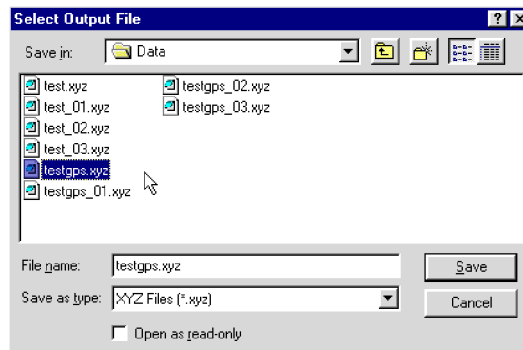 Select Output File
Save in: Data
test.xyz
test_01.xyz
test_02.xyz
test_03.xyz
testgps.xyz
testgps_01.xyz
testgps_02.xyz
testgps_03.xyz
File name: testgps.xyz Save
Save as type: XYZ Files (*.xyz) Cancel
Open as read-only